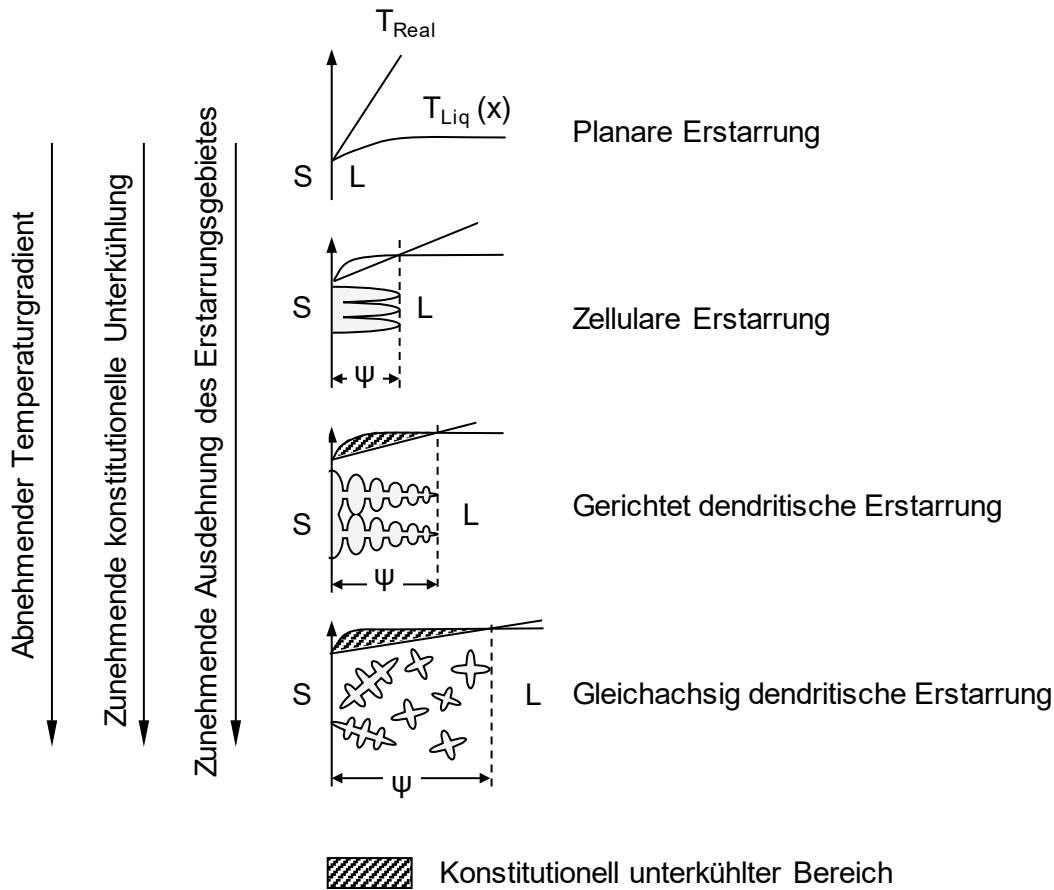 T_Real
T_Liq (x)
Planare Erstarrung
S L
Zellulare Erstarrung
S L
ψ
Gerichtet dendritische Erstarrung
S L
ψ
Gleichachsig dendritische Erstarrung
S L
ψ
Konstitutionell unterkühlter Bereich
Abnehmender Temperaturgradient
Zunehmende konstitutionelle Unterkühlung
Zunehmende Ausdehnung des Erstarrungsgebietes